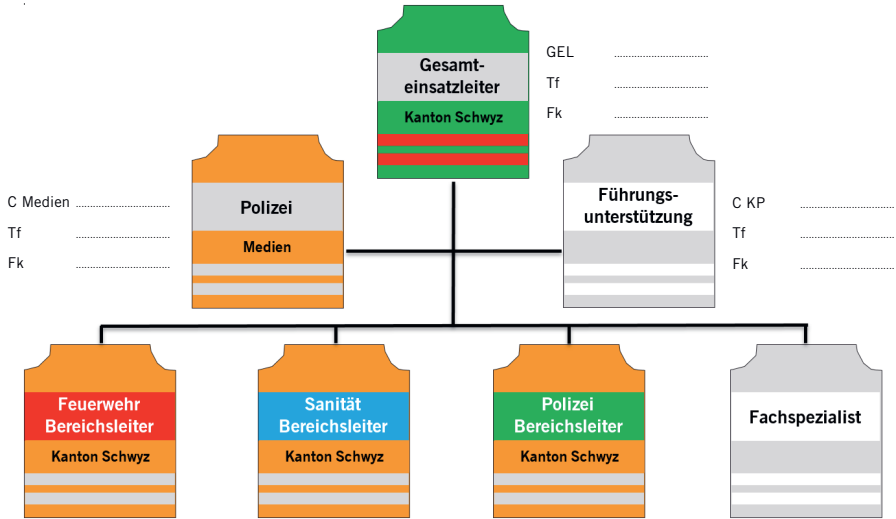 Gesamt-
einsatzleiter
Kanton Schwyz
GEL ................................
Tf ................................
Fk ................................
Polizei
Medien
C Medien ................................
Tf ................................
Fk ................................
Führungs-
unterstützung
C KP ................................
Tf ................................
Fk ................................
Feuerwehr
Bereichsleiter
Kanton Schwyz
Sanität
Bereichsleiter
Kanton Schwyz
Polizei
Bereichsleiter
Kanton Schwyz
Fachspezialist